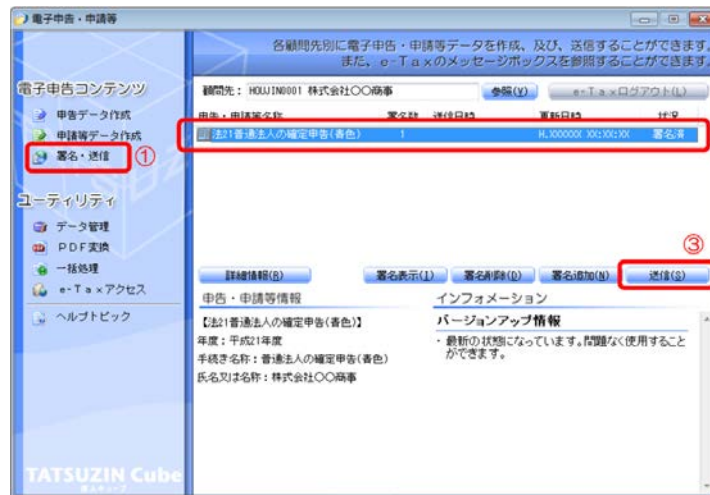 電子申告・申請等
各顧問先別に電子申告・申請等データを作成、及び、送信することができます。
また、e-Taxのメッセージボックスを参照することができます。
電子申告コンテンツ
申告データ作成
申請等データ作成
署名・送信
①
ユーティリティ
データ管理
PDF変換
一括処理
e-Taxアクセス
ヘルプトピック
顧問先： HOUJIN0001 株式会社〇〇商事
参照(V)
e-Taxログアウト(L)
申告・申請等名称 署名数 送信日時 更新日時 状況
法21普通法人の確定申告(青色) 1 H.XXXXXX XX:XX:XX 署名済
③
詳細情報(R) 署名表示(I) 署名削除(D) 署名追加(N) 送信(S)
申告・申請等情報
【法21普通法人の確定申告(青色)】
年度：平成21年度
手続き名称：普通法人の確定申告(青色)
氏名又は名称：株式会社〇〇商事
インフォメーション
バージョンアップ情報
・最新の状態になっています。問題なく使用すること
ができます。
TATSUZIN Cube
達人キューブ